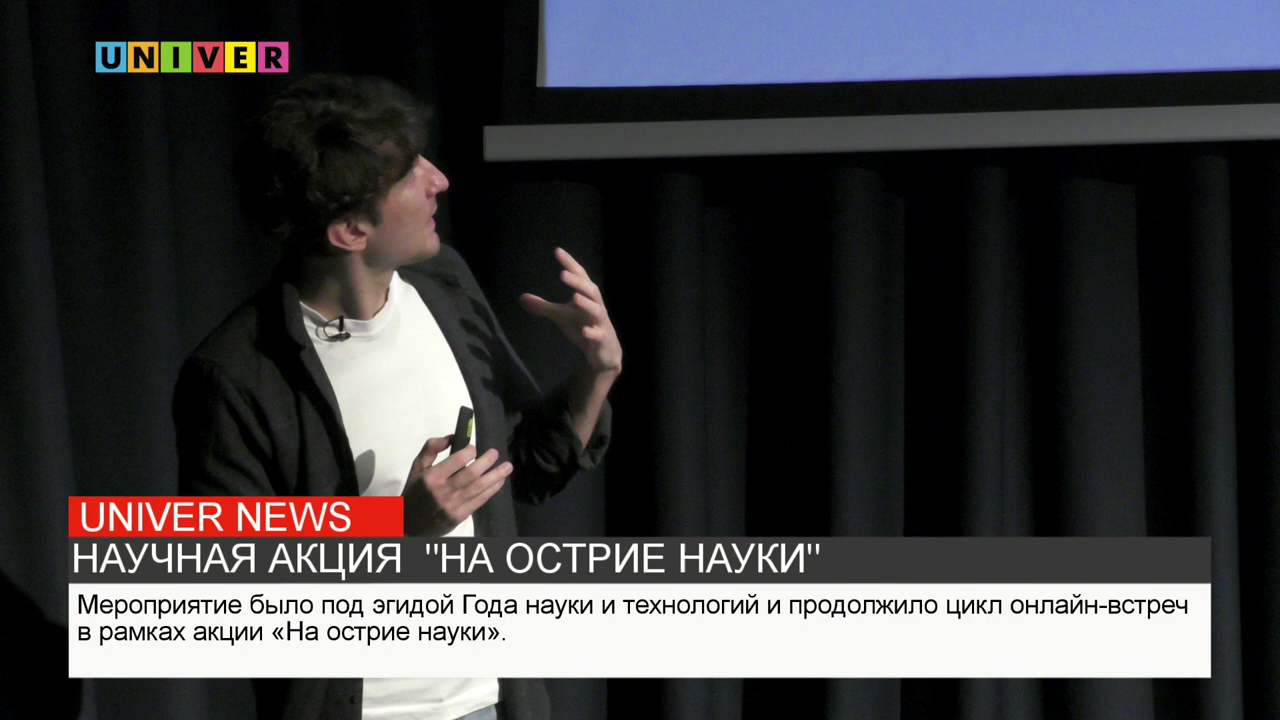 UNIVER
UNIVER NEWS
НАУЧНАЯ АКЦИЯ "НА ОСТРИЕ НАУКИ"
Мероприятие было под эгидой Года науки и технологий и продолжило цикл онлайн-встреч
в рамках акции «На острие науки».